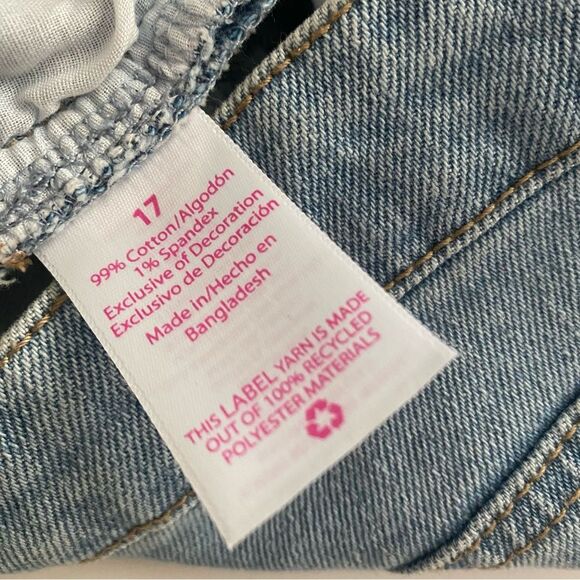 17
99% Cotton/Algodón
1% Spandex
Exclusive of Decoration
Exclusivo de Decoración
Made in/Hecho en
Bangladesh
THIS LABEL YARN IS MADE
OUT OF 100% RECYCLED
POLYESTER MATERIALS